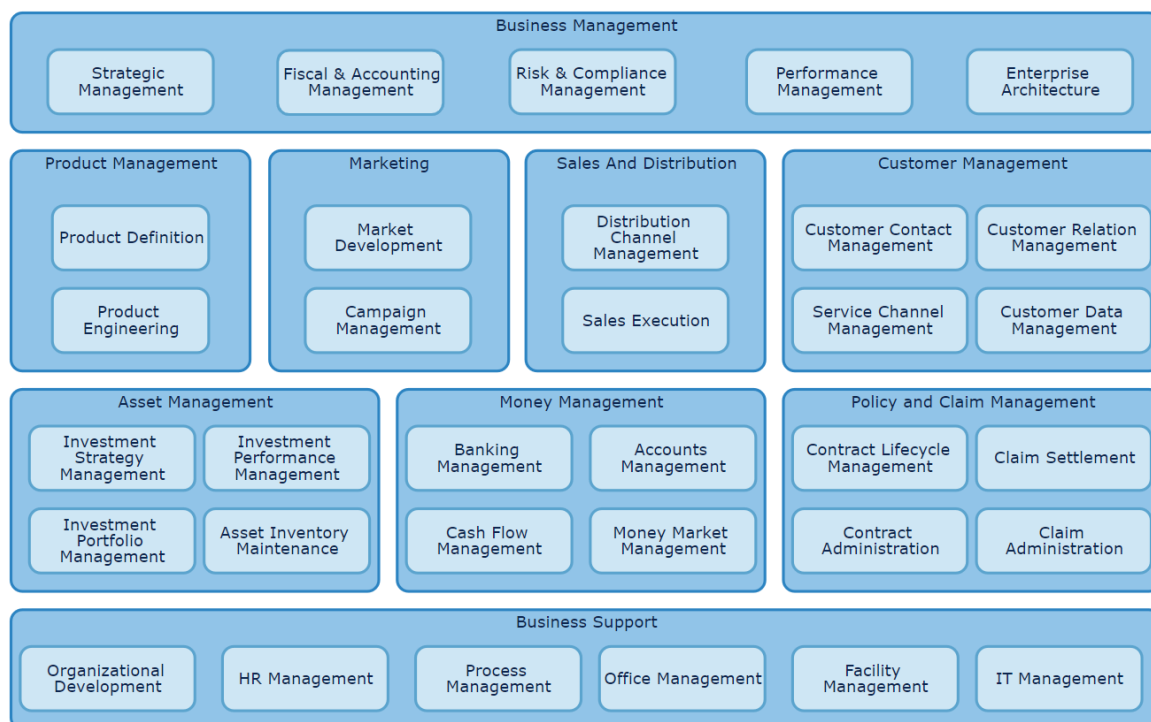 Business Management
Strategic
Management
Fiscal & Accounting
Management
Risk & Compliance
Management
Performance
Management
Enterprise
Architecture
Product Management
Product Definition
Product
Engineering
Marketing
Market
Development
Campaign
Management
Sales And Distribution
Distribution
Channel
Management
Sales Execution
Customer Management
Customer Contact
Management
Customer Relation
Management
Service Channel
Management
Customer Data
Management
Asset Management
Investment
Strategy
Management
Investment
Performance
Management
Investment
Portfolio
Management
Asset Inventory
Maintenance
Money Management
Banking
Management
Accounts
Management
Cash Flow
Management
Money Market
Management
Policy and Claim Management
Contract Lifecycle
Management
Claim Settlement
Contract
Administration
Claim
Administration
Business Support
Organizational
Development
HR Management
Process
Management
Office Management
Facility
Management
IT Management